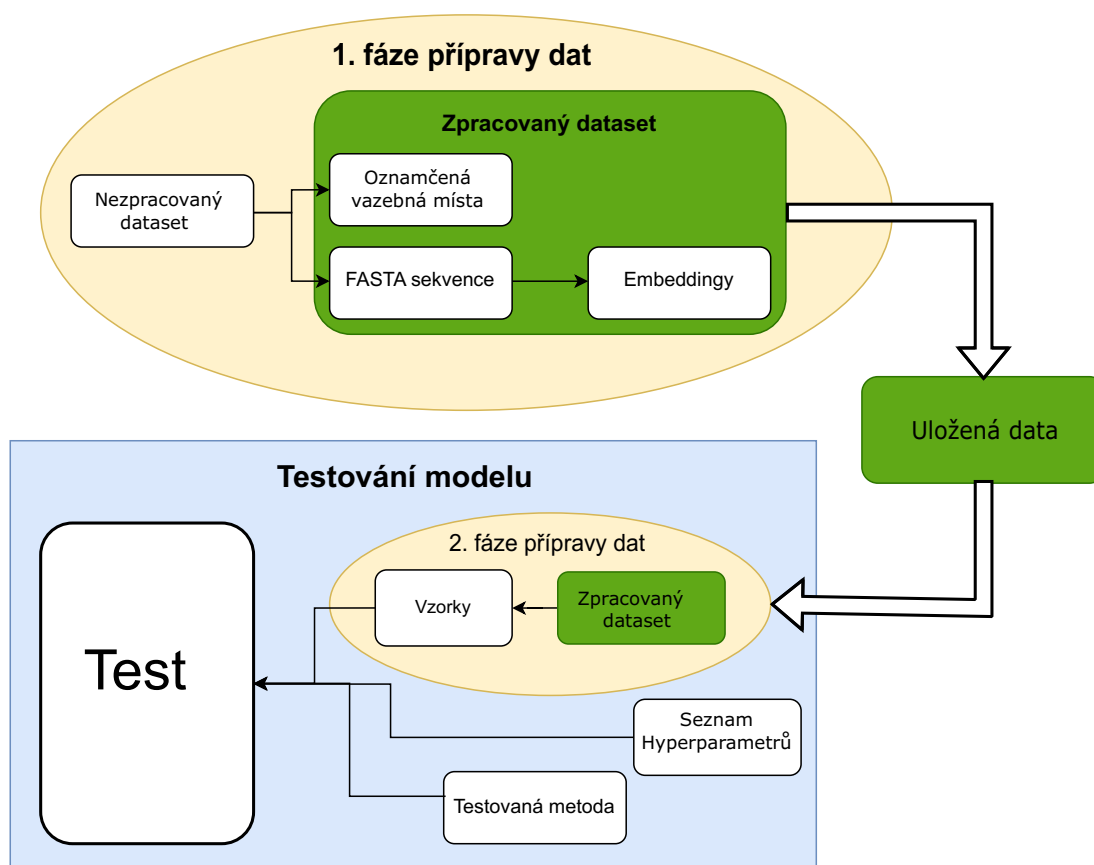 1. fáze přípravy dat
Zpracovaný dataset
Nezpracovaný
dataset
Oznamčená
vazebná místa
FASTA sekvence
Embeddingy
Uložená data
Testování modelu
2. fáze přípravy dat
Vzorky
Zpracovaný
dataset
Test
Seznam
Hyperparametrů
Testovaná metoda